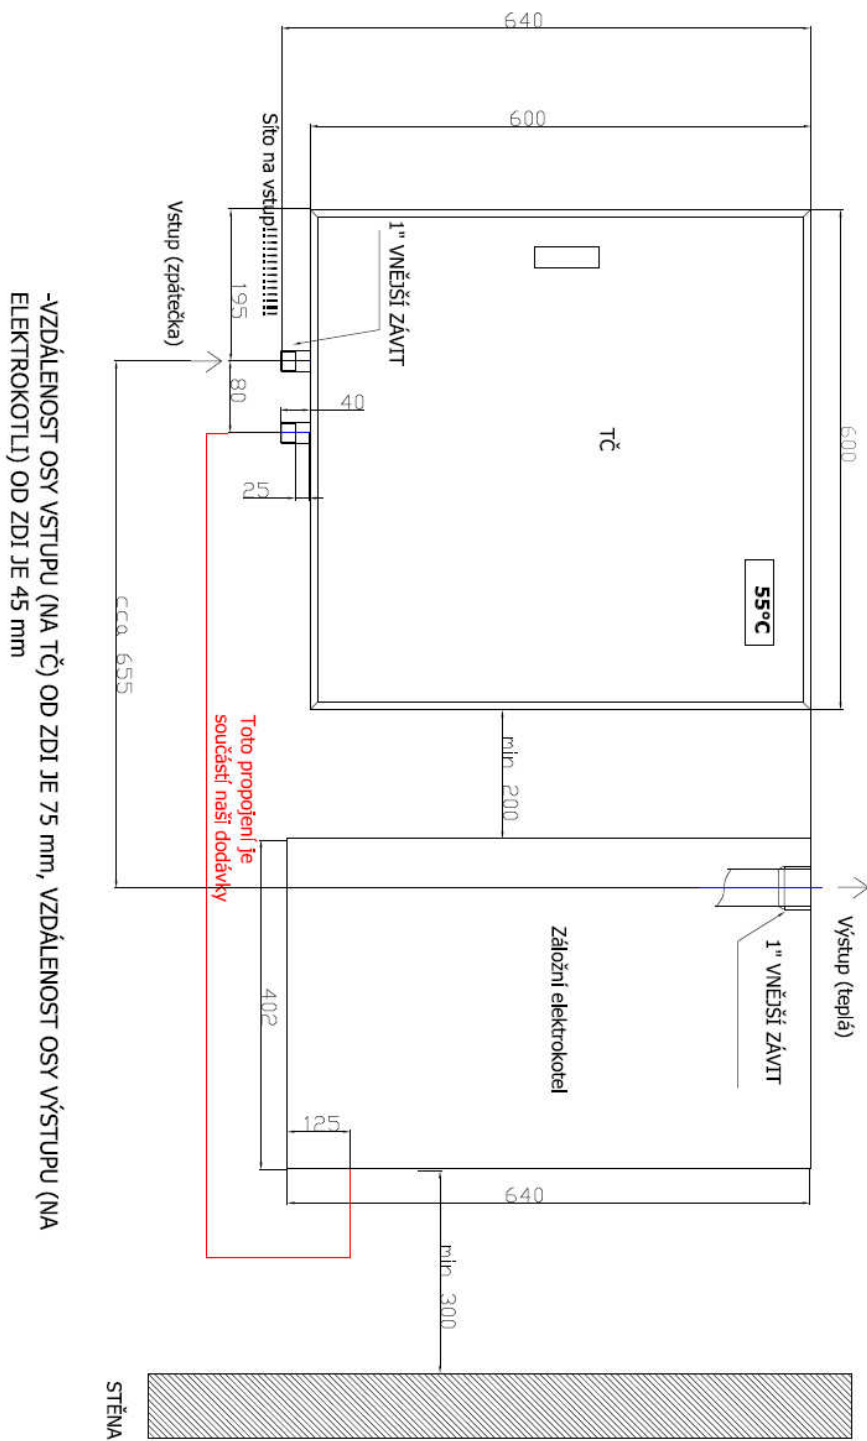 640
600
600
Síto na vstup!!!!!!!!!!!!!!
Vstup (zpátečka)
1" VNĚJŠÍ ZÁVIT
195
80
40
25
TČ
55°C
min. 200
655
Toto propojení je
součástí naší dodávky
Výstup (teplá)
1" VNĚJŠÍ ZÁVIT
Záložní elektrokotel
402
125
640
min. 300
STĚNA
-VZDÁLENOST OSY VSTUPU (NA TČ) OD ZDI JE 75 mm, VZDÁLENOST OSY VÝSTUPU (NA
ELEKTROKOTLI) OD ZDI JE 45 mm